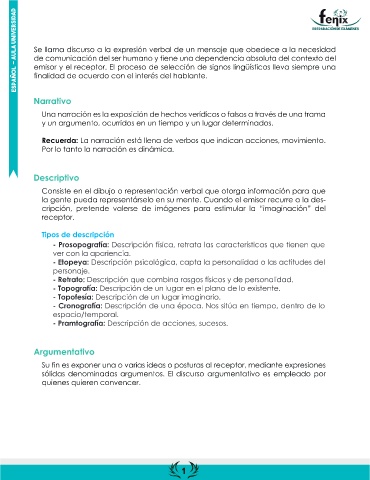 ESPAÑOL – AULA UNIVERSIDAD
fenix
PREPARACIÓN DE EXÁMENES
Se llama discurso a la expresión verbal de un mensaje que obedece a la necesidad
de comunicación del ser humano y tiene una dependencia absoluta del contexto del
emisor y el receptor. El proceso de selección de signos lingüísticos lleva siempre una
finalidad de acuerdo con el interés del hablante.
Narrativo
Una narración es la exposición de hechos verídicos o falsos a través de una trama
y un argumento, ocurridos en un tiempo y un lugar determinados.
Recuerda: La narración está llena de verbos que indican acciones, movimiento.
Por lo tanto la narración es dinámica.
Descriptivo
Consiste en el dibujo o representación verbal que otorga información para que
la gente pueda representárselo en su mente. Cuando el emisor recurre a la des-
cripción, pretende valerse de imágenes para estimular la “imaginación” del
receptor.
Tipos de descripción
- Prosopografía: Descripción física, retrata las características que tienen que
ver con la apariencia.
- Etopeya: Descripción psicológica, capta la personalidad o las actitudes del
personaje.
- Retrato: Descripción que combina rasgos físicos y de personalidad.
- Topografía: Descripción de un lugar en el plano de lo existente.
- Topofesía: Descripción de un lugar imaginario.
- Cronografía: Descripción de una época. Nos sitúa en tiempo, dentro de lo
espacio/temporal.
- Pramtografía: Descripción de acciones, sucesos.
Argumentativo
Su fin es exponer una o varias ideas o posturas al receptor, mediante expresiones
sólidas denominadas argumentos. El discurso argumentativo es empleado por
quienes quieren convencer.
1